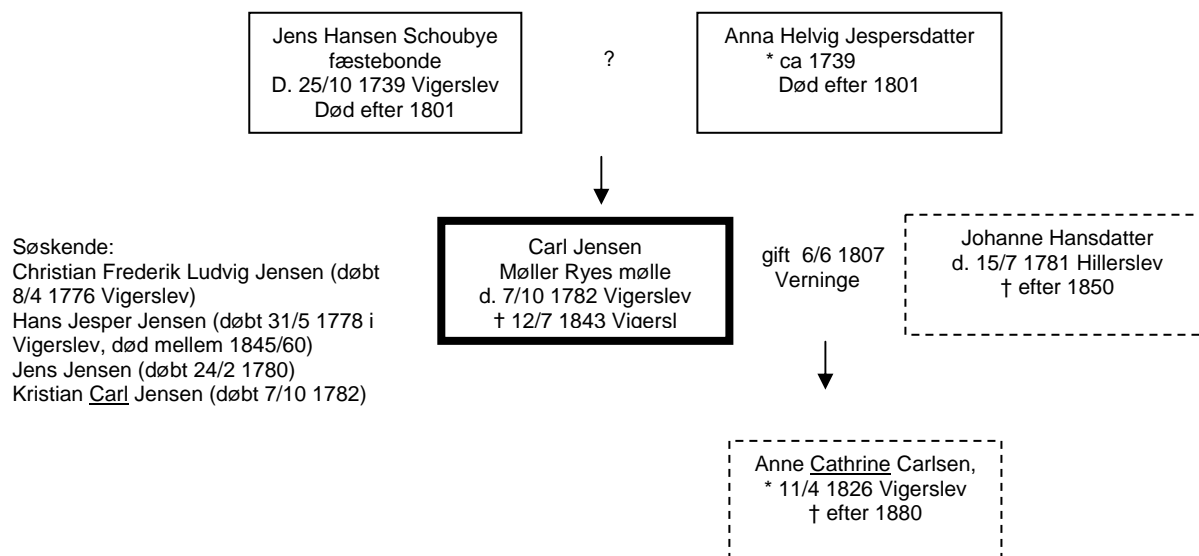 Jens Hansen Schoubye
fæstebonde
D. 25/10 1739 Vigerslev
Død efter 1801
?
Anna Helvig Jespersdatter
* ca 1739
Død efter 1801
Søskende:
Christian Frederik Ludvig Jensen (døbt
8/4 1776 Vigerslev)
Hans Jesper Jensen (døbt 31/5 1778 i
Vigerslev, død mellem 1845/60)
Jens Jensen (døbt 24/2 1780)
Kristian Carl Jensen (døbt 7/10 1782)
Carl Jensen
Møller Ryes mølle
d. 7/10 1782 Vigerslev
† 12/7 1843 Vigersl
gift 6/6 1807
Verninge
Johanne Hansdatter
d. 15/7 1781 Hillerslev
† efter 1850
Anne Cathrine Carlsen,
* 11/4 1826 Vigerslev
† efter 1880